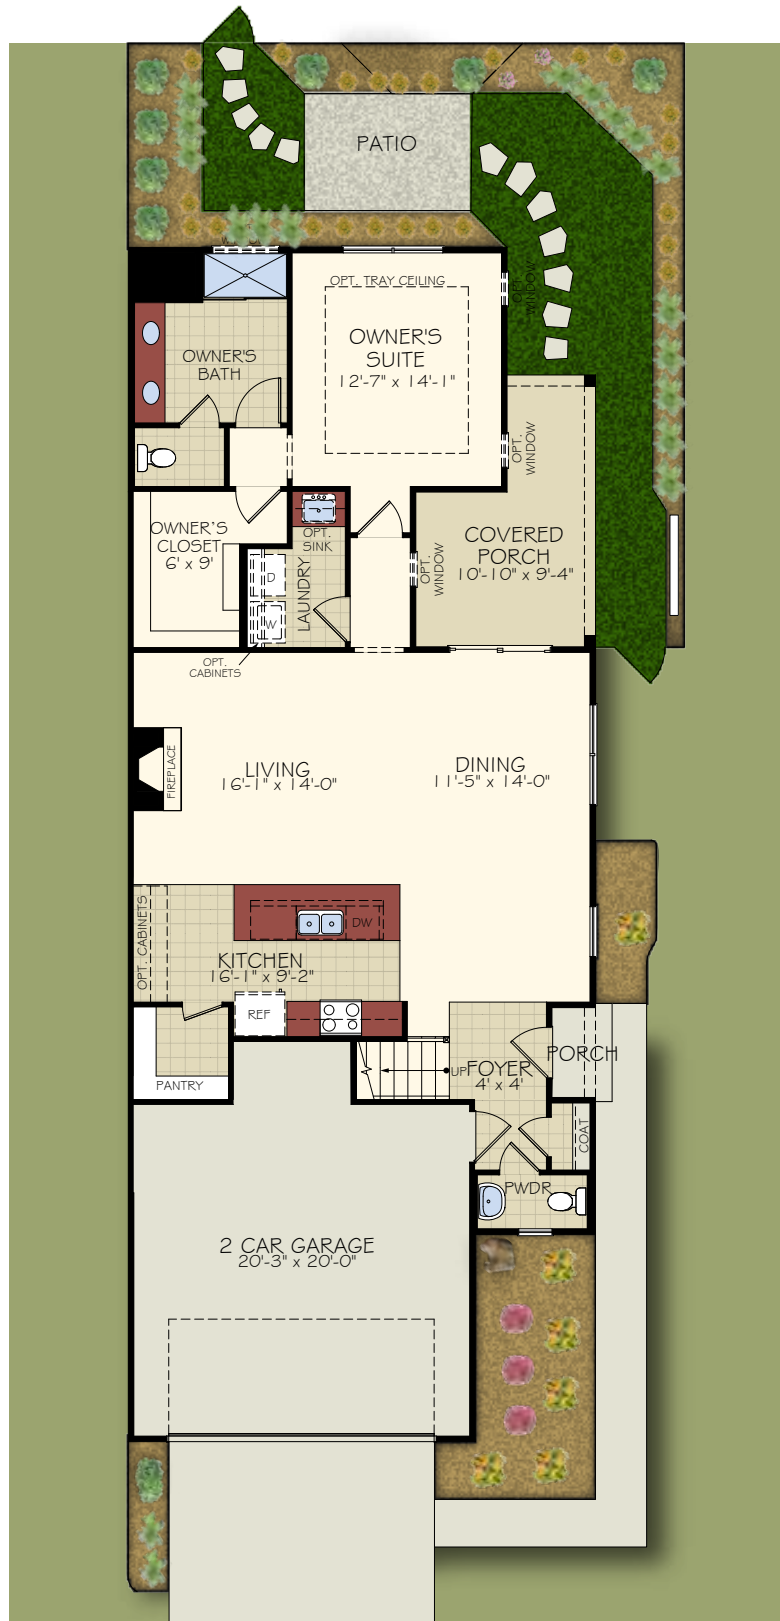 PATIO
OPT. TRAY CEILING
OPT.
WINDOW
OWNER'S
SUITE
12'-7" x 14'-1"
OWNER'S
BATH
OPT.
WINDOW
OWNER'S
CLOSET
6' x 9'
OPT.
SINK
LAUNDRY
D
W
OPT.
WINDOW
COVERED
PORCH
10'-10" x 9'-4"
OPT.
CABINETS
FIREPLACE
LIVING
16'-1" x 14'-0"
DINING
11'-5" x 14'-0"
OPT. CABINETS
DW
KITCHEN
16'-1" x 9'-2"
REF
PANTRY
UP
FOYER
4' x 4'
PORCH
COAT
PWDR
2 CAR GARAGE
20'-3" x 20'-0"